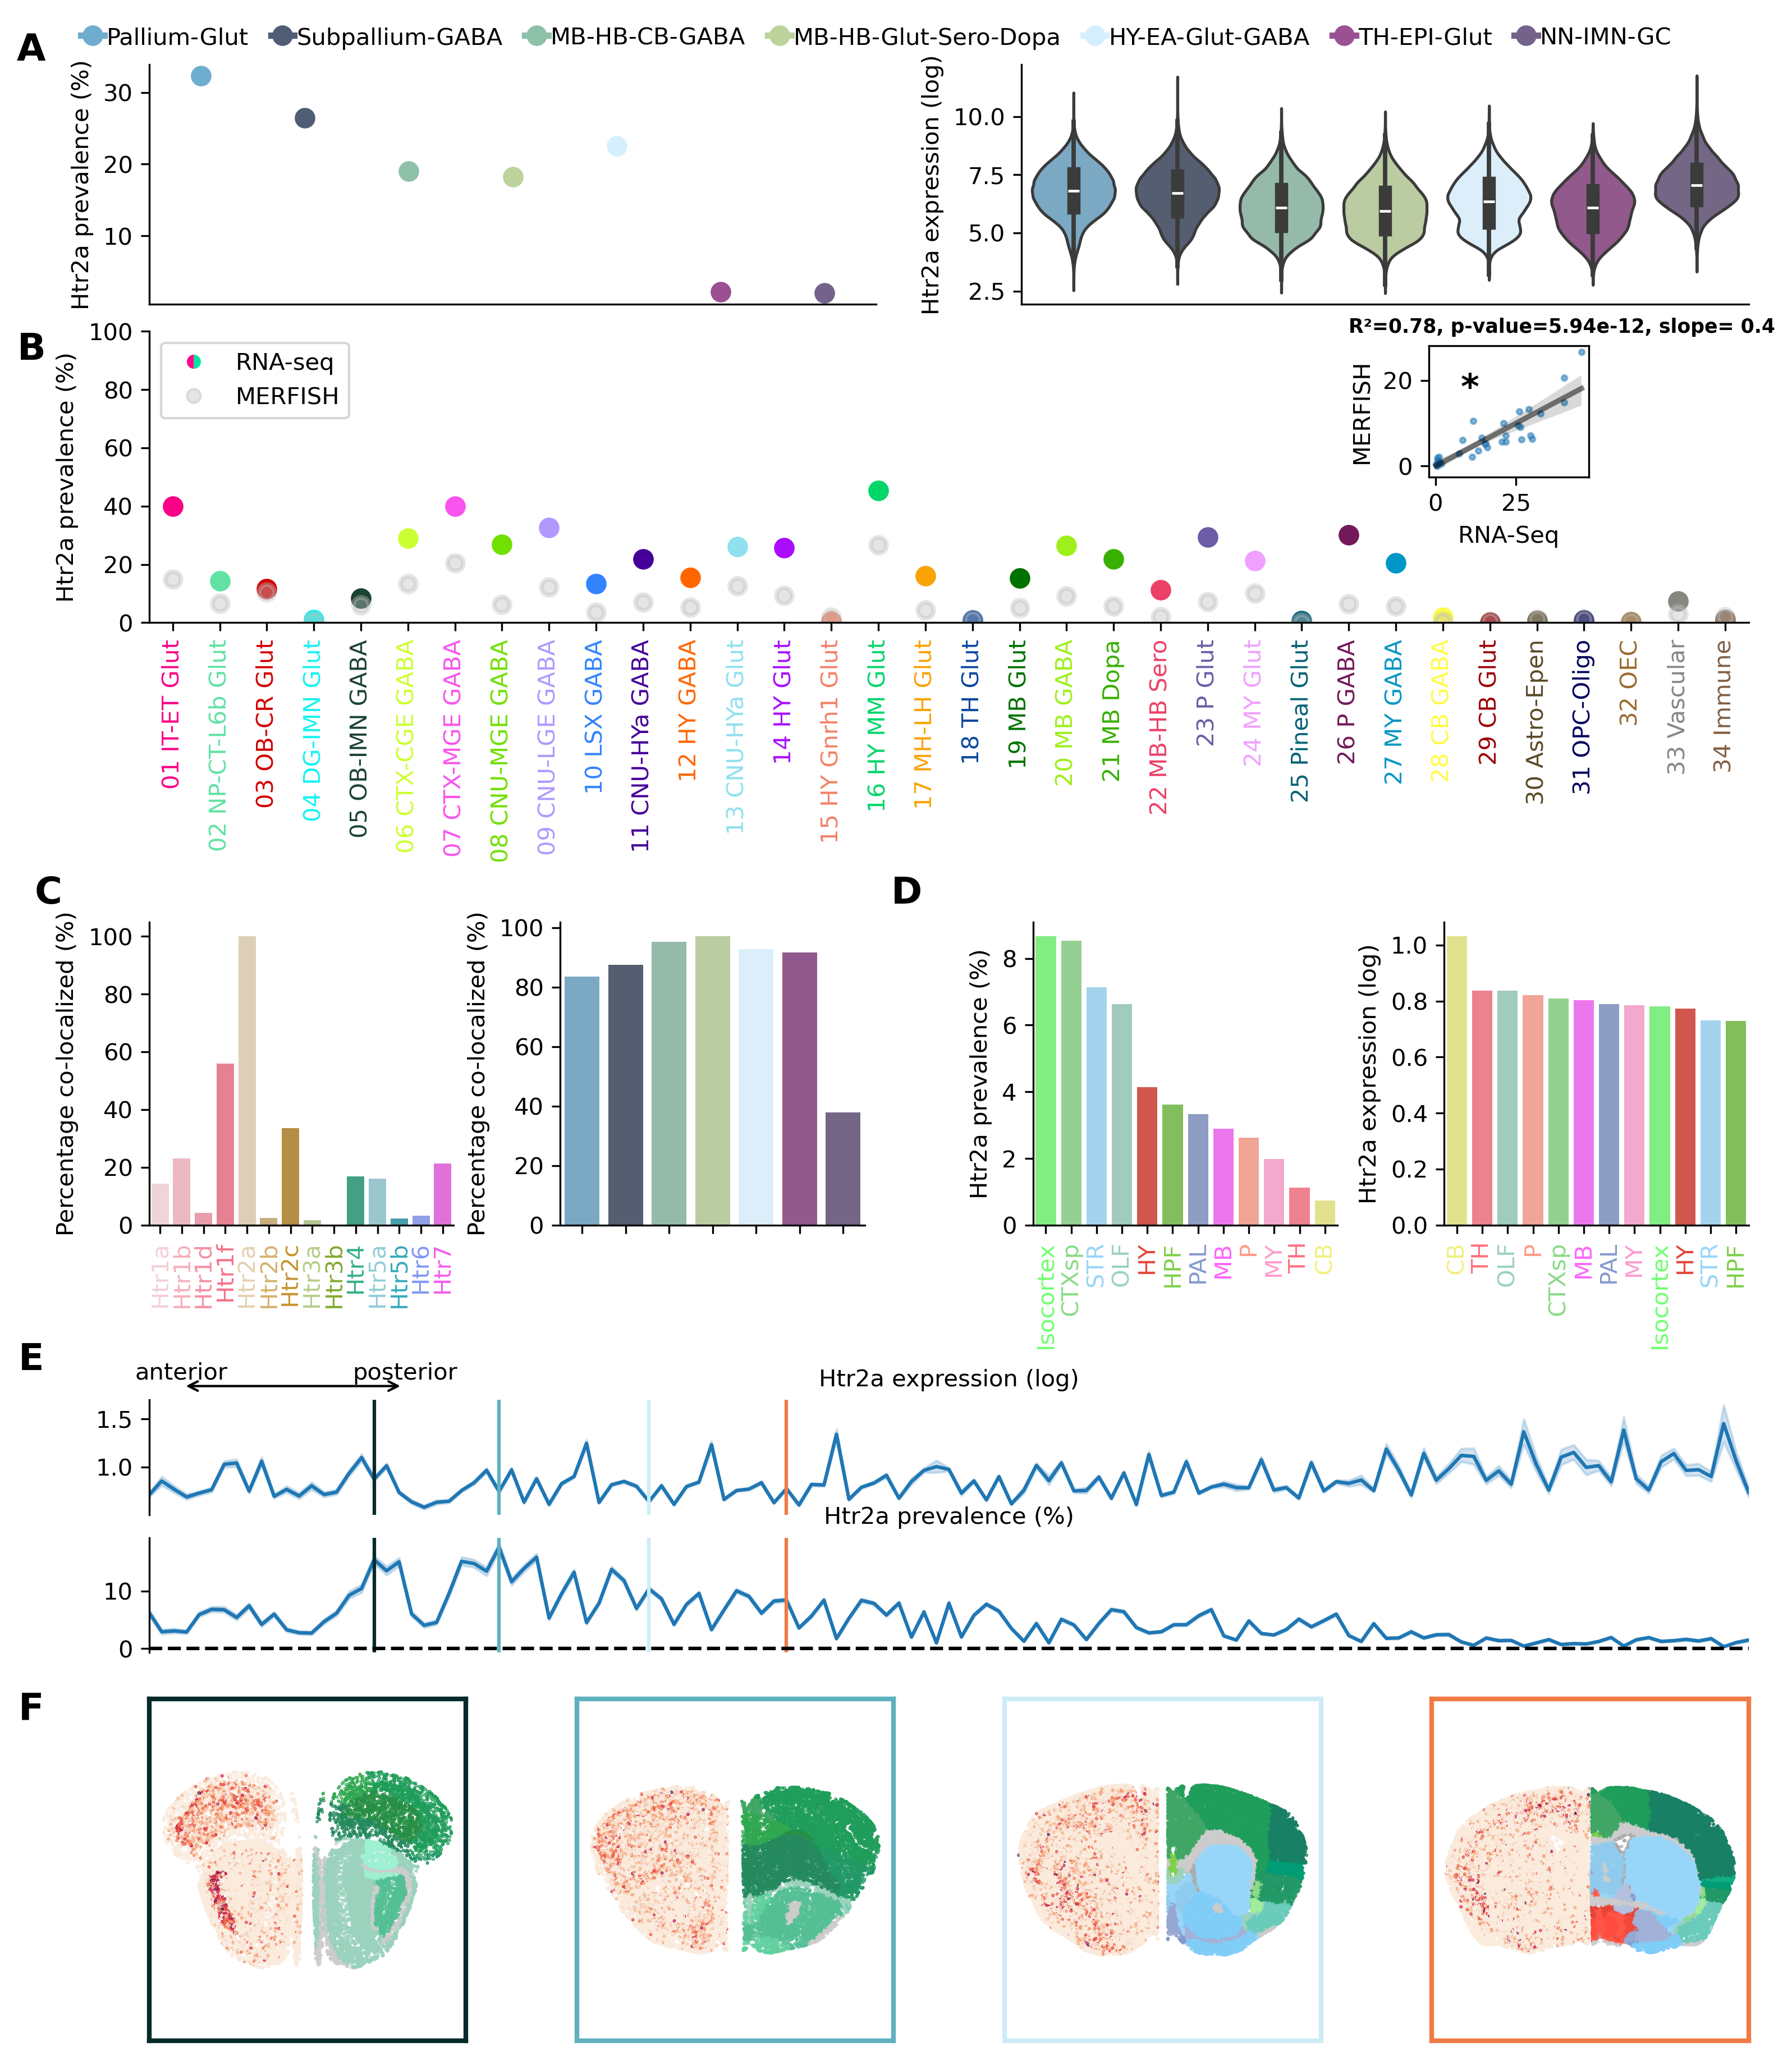 A
Pallium-Glut Subpallium-GABA MB-HB-CB-GABA MB-HB-Glut-Sero-Dopa HY-EA-Glut-GABA TH-EPI-Glut NN-IMN-GC
Htr2a prevalence (%)
30
20
10
Htr2a expression (log)
10.0
7.5
5.0
2.5
B
Htr2a prevalence (%)
100
80
60
40
20
0
RNA-seq
MERFISH
R²=0.78, p-value=5.94e-12, slope= 0.4
MERFISH
20
0
*
0 25
RNA-Seq
01 IT-ET Glut
02 NP-CT-L6b Glut
03 OB-CR Glut
04 DG-IMN Glut
05 OB-IMN GABA
06 CTX-CGE GABA
07 CTX-MGE GABA
08 CNU-MGE GABA
09 CNU-LGE GABA
10 LSX GABA
11 CNU-HYa GABA
12 HY GABA
13 CNU-HYa Glut
14 HY Glut
15 HY Gnrh1 Glut
16 HY MM Glut
17 MH-LH Glut
18 TH Glut
19 MB Glut
20 MB GABA
21 MB Dopa
22 MB-HB Sero
23 P Glut
24 MY Glut
25 Pineal Glut
26 P GABA
27 MY GABA
28 CB GABA
29 CB Glut
30 Astro-Epen
31 OPC-Oligo
32 OEC
33 Vascular
34 Immune
C
Percentage co-localized (%)
100
80
60
40
20
0
Htr1a
Htr1b
Htr1d
Htr1f
Htr2a
Htr2b
Htr2c
Htr3a
Htr3b
Htr4
Htr5a
Htr5b
Htr6
Htr7
Percentage co-localized (%)
100
80
60
40
20
0
D
Htr2a prevalence (%)
8
6
4
2
0
Isocortex
CTXsp
STR
OLF
HY
HPF
PAL
MB
P
MY
TH
CB
Htr2a expression (log)
1.0
0.8
0.6
0.4
0.2
0.0
CB
TH
OLF
P
CTXsp
MB
PAL
MY
Isocortex
HY
STR
HPF
E
anterior posterior
Htr2a expression (log)
1.5
1.0
Htr2a prevalence (%)
10
0
F